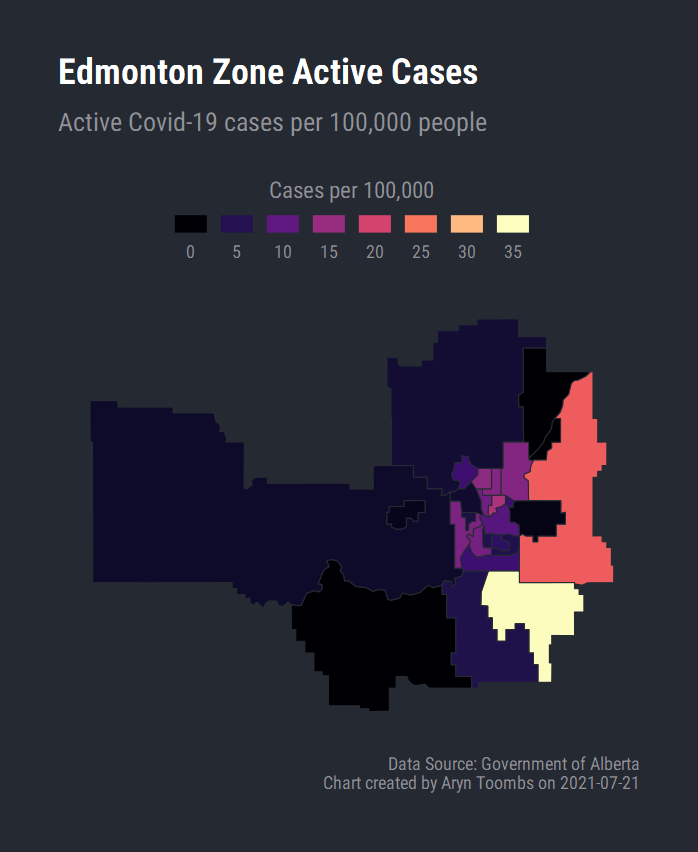 Edmonton Zone Active Cases
Active Covid-19 cases per 100,000 people
Cases per 100,000
0 5 10 15 20 25 30 35
Data Source: Government of Alberta
Chart created by Aryn Toombs on 2021-07-21